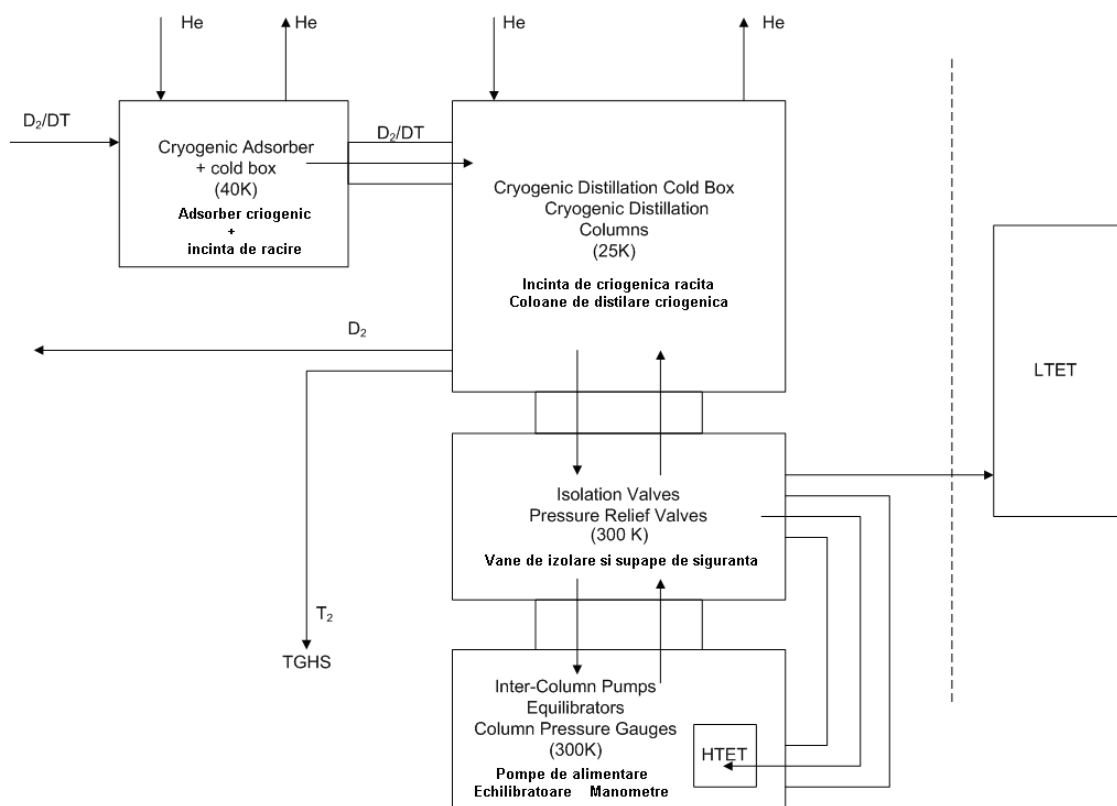 He
He
He
He
D₂/DT
D₂/DT
Cryogenic Adsorber
+ cold box
(40K)
Adsorber criogenic
+
incinta de racire
Cryogenic Distillation Cold Box
Cryogenic Distillation
Columns
(25K)
Incinta de criogenica racita
Coloane de distilare criogenica
D₂
LTET
Isolation Valves
Pressure Relief Valves
(300 K)
Vane de izolare si supape de siguranta
T₂
TGHS
Inter-Column Pumps
Equilibrators
Column Pressure Gauges
(300K)
HTET
Pompe de alimentare
Echilibratoare Manometre